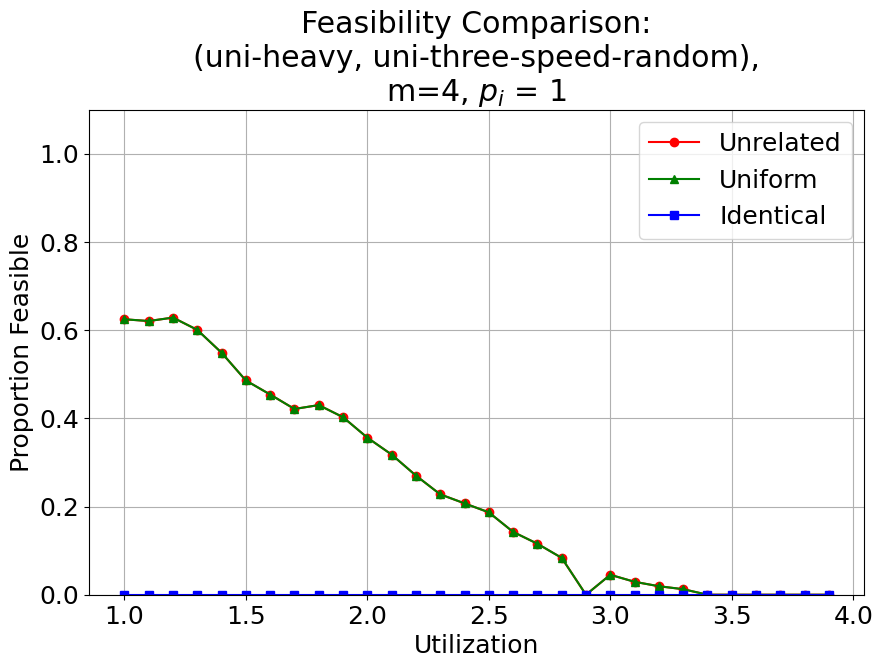 Feasibility Comparison:
(uni-heavy, uni-three-speed-random),
m=4, $p_i$ = 1
Unrelated
Uniform
Identical
Proportion Feasible
1.0
0.8
0.6
0.4
0.2
0.0
1.0 1.5 2.0 2.5 3.0 3.5 4.0
Utilization